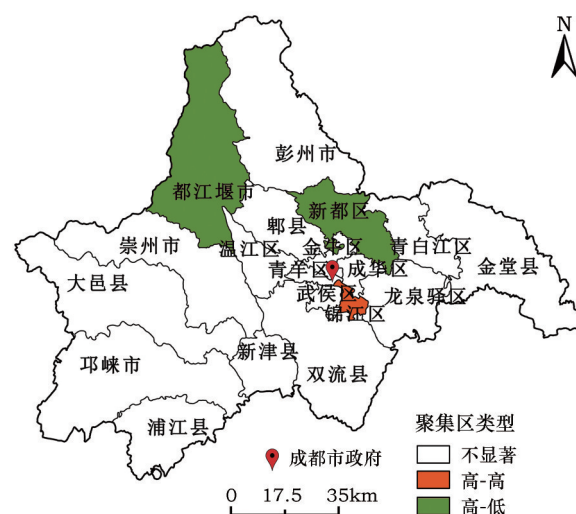 N
彭州市
都江堰市
新都区
郫县
崇州市
温江区
金牛区
青白江区
青羊区
成华区
金堂县
大邑县
武侯区
龙泉驿区
锦江区
新津县
邛崃市
双流县
浦江县
聚集区类型
不显著
成都市政府
高-高
0 17.5 35km
高-低